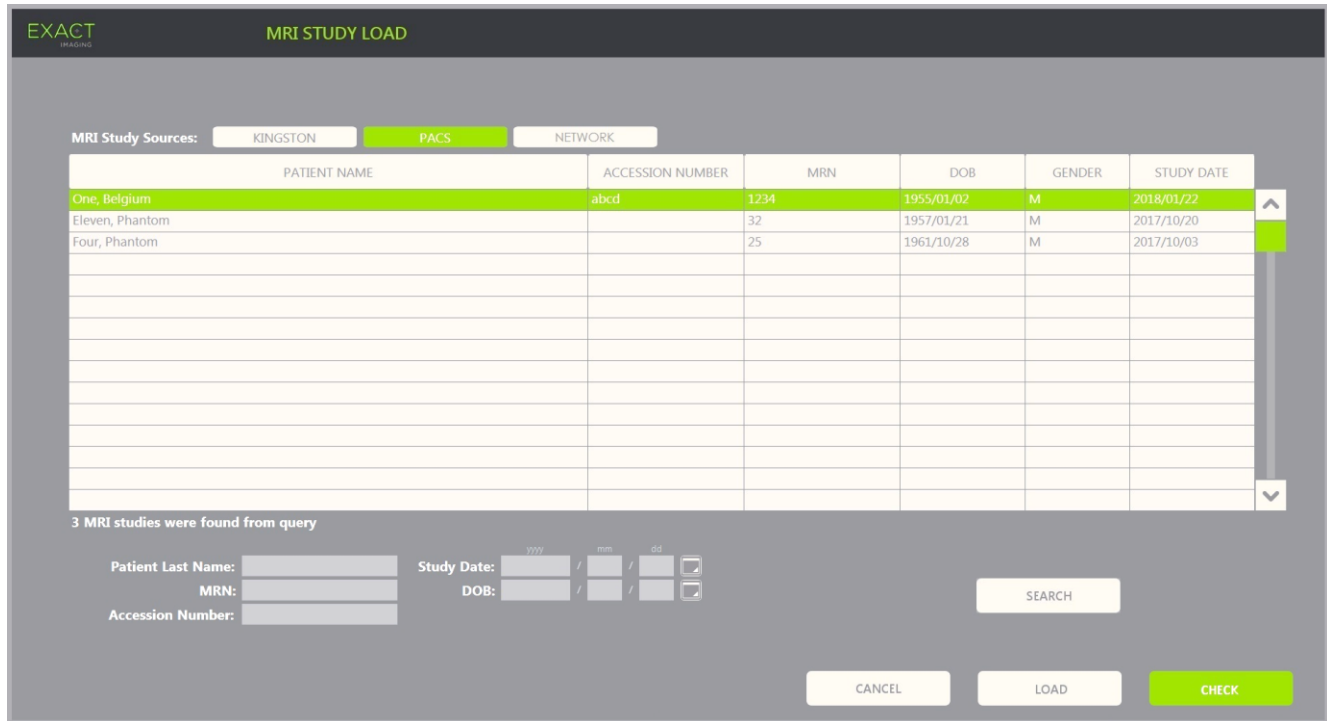 EXACT
IMAGING
MRI STUDY LOAD
MRI Study Sources: KINGSTON PACS NETWORK
PATIENT NAME ACCESSION NUMBER MRN DOB GENDER STUDY DATE
One, Belgium abcd 1234 1955/01/02 M 2018/01/22
Eleven, Phantom 32 1957/01/21 M 2017/10/20
Four, Phantom 25 1961/10/28 M 2017/10/03
3 MRI studies were found from query
yyyy mm dd
Patient Last Name: Study Date: / /
MRN: DOB: / /
SEARCH
Accession Number:
CANCEL LOAD CHECK